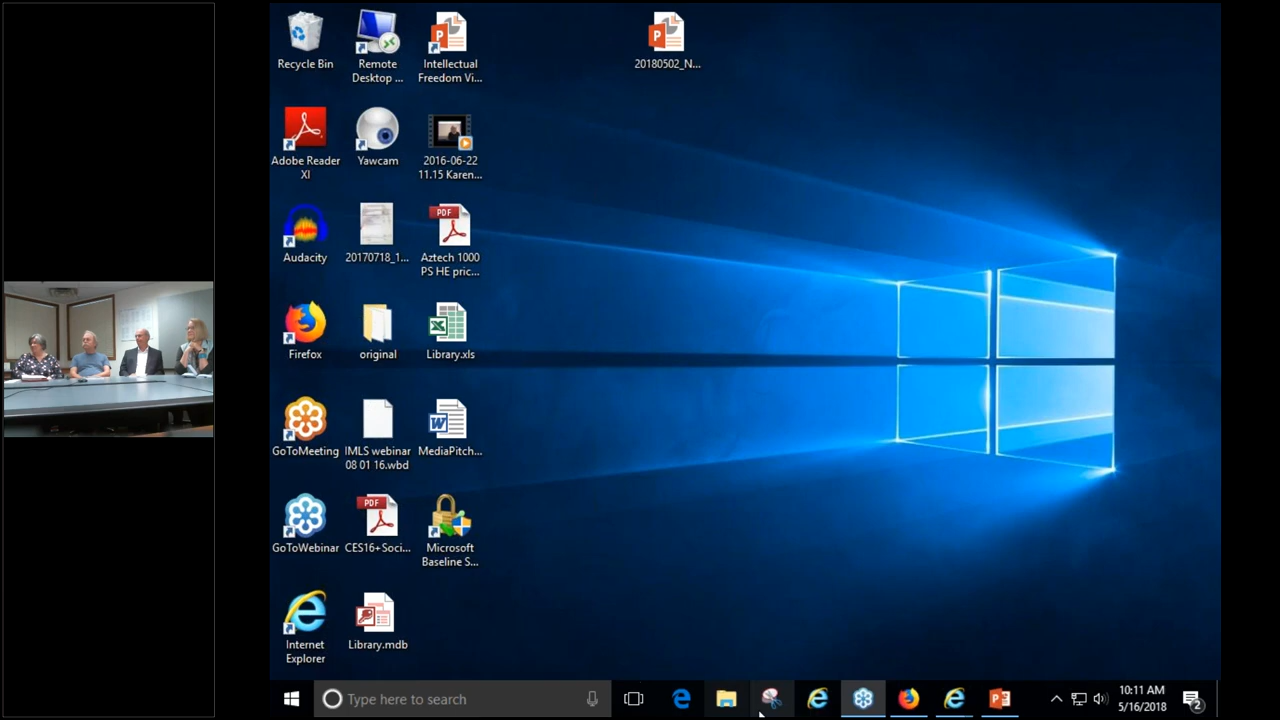 Recycle Bin
Remote
Desktop ...
Intellectual
Freedom Vi...
20180502_N...
Adobe Reader
XI
Yawcam
2016-06-22
11.15 Karen...
Audacity
20170718_1...
PDF
Aztech 1000
PS HE pric...
Firefox
original
Library.xls
GoToMeeting
IMLS webinar
08 01 16.wbd
MediaPitch...
GoToWebinar
PDF
CES16+Soci...
Microsoft
Baseline S...
Internet
Explorer
Library.mdb
Type here to search
10:11 AM
5/16/2018
2